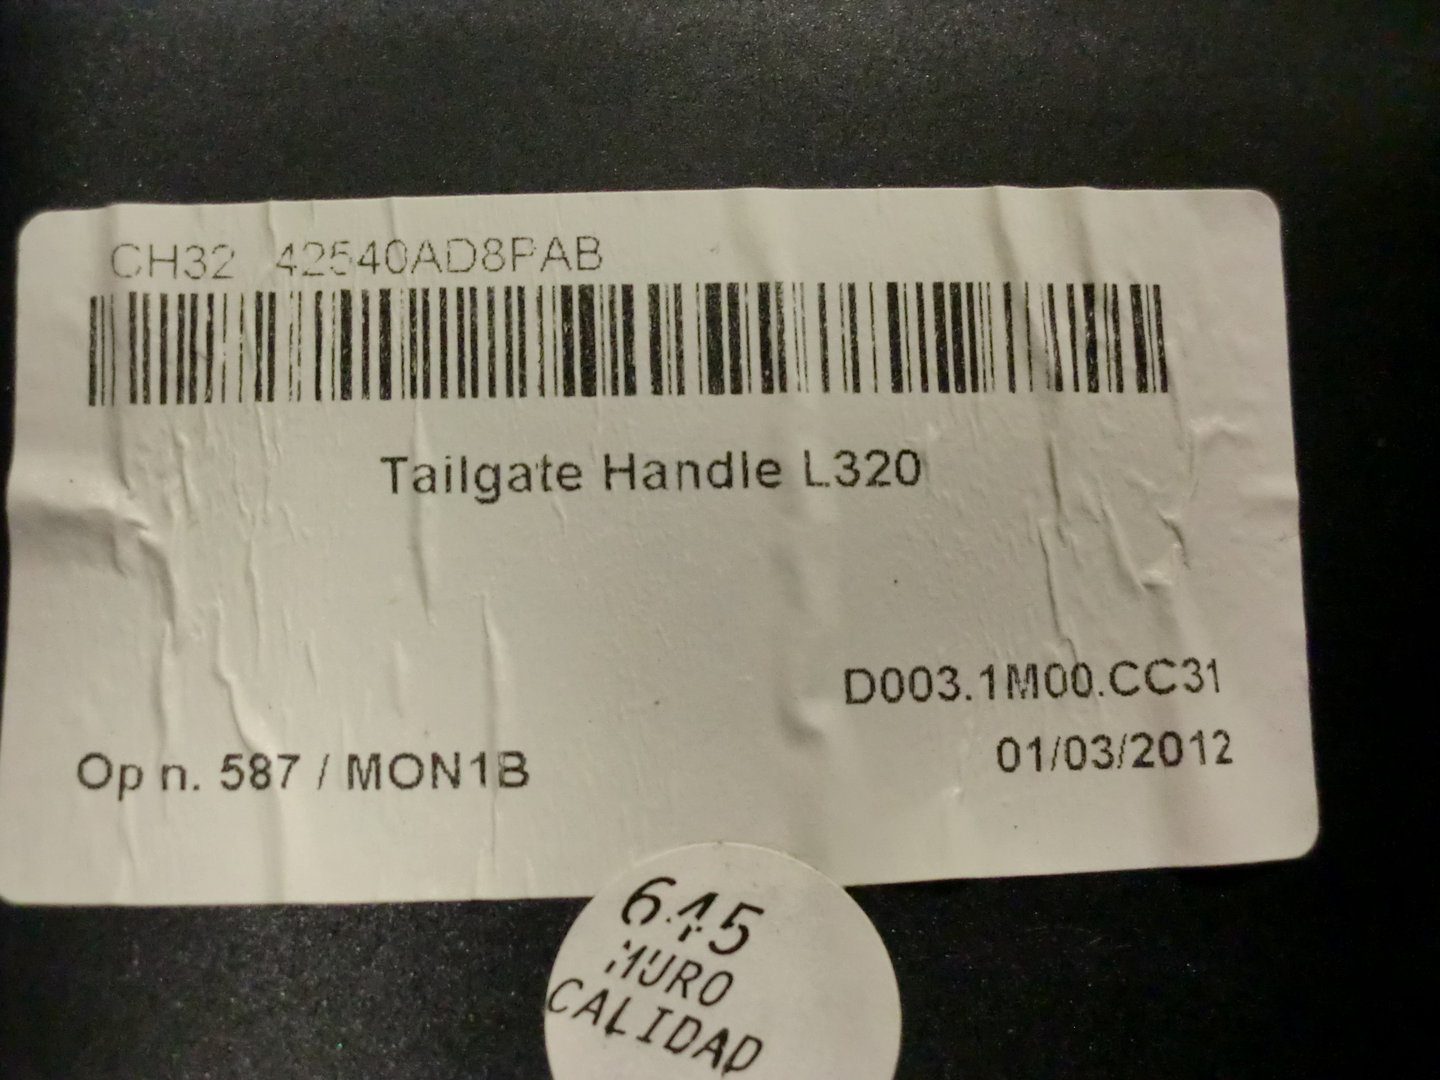 CH32 42540AD8PAB
Tailgate Handle L320
D003.1M00.CC31
Op n. 587 / MON1B
01/03/2012
645
MURO
CALIDAD